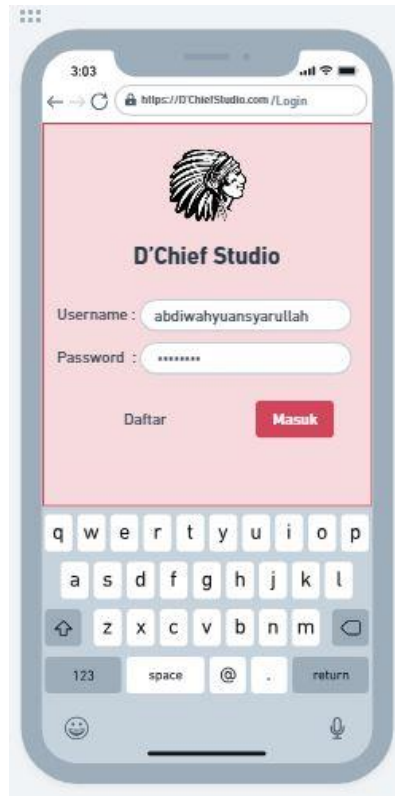 3:03
https://D'ChiefStudio.com /Login
D'Chief Studio
Username : abdiwahyuansyarullah
Password : ********
Daftar Masuk
q w e r t y u i o p
a s d f g h j k l
z x c v b n m
123 space @ . return